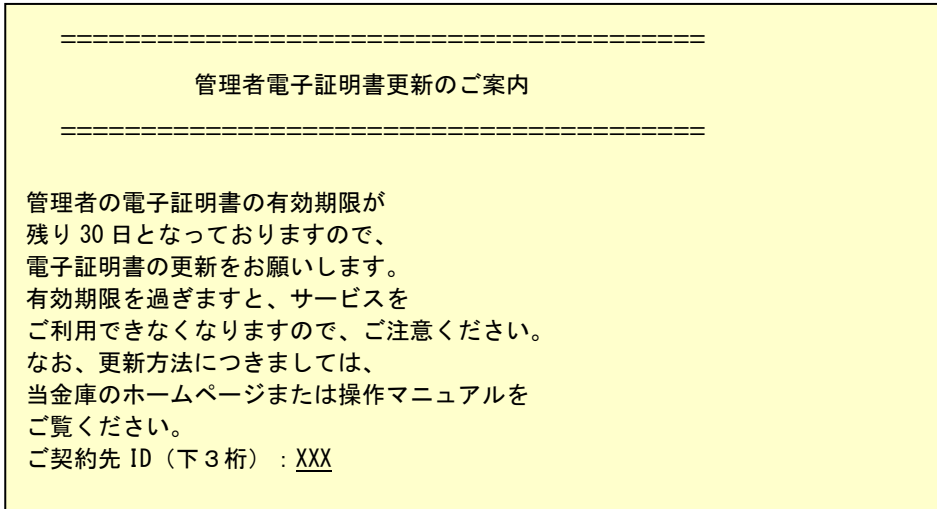 ========================================
管理者電子証明書更新のご案内
========================================
管理者の電子証明書の有効期限が
残り 30 日となっておりますので、
電子証明書の更新をお願いします。
有効期限を過ぎますと、サービスを
ご利用できなくなりますので、ご注意ください。
なお、更新方法につきましては、
当金庫のホームページまたは操作マニュアルを
ご覧ください。
ご契約先 ID（下３桁）：XXX